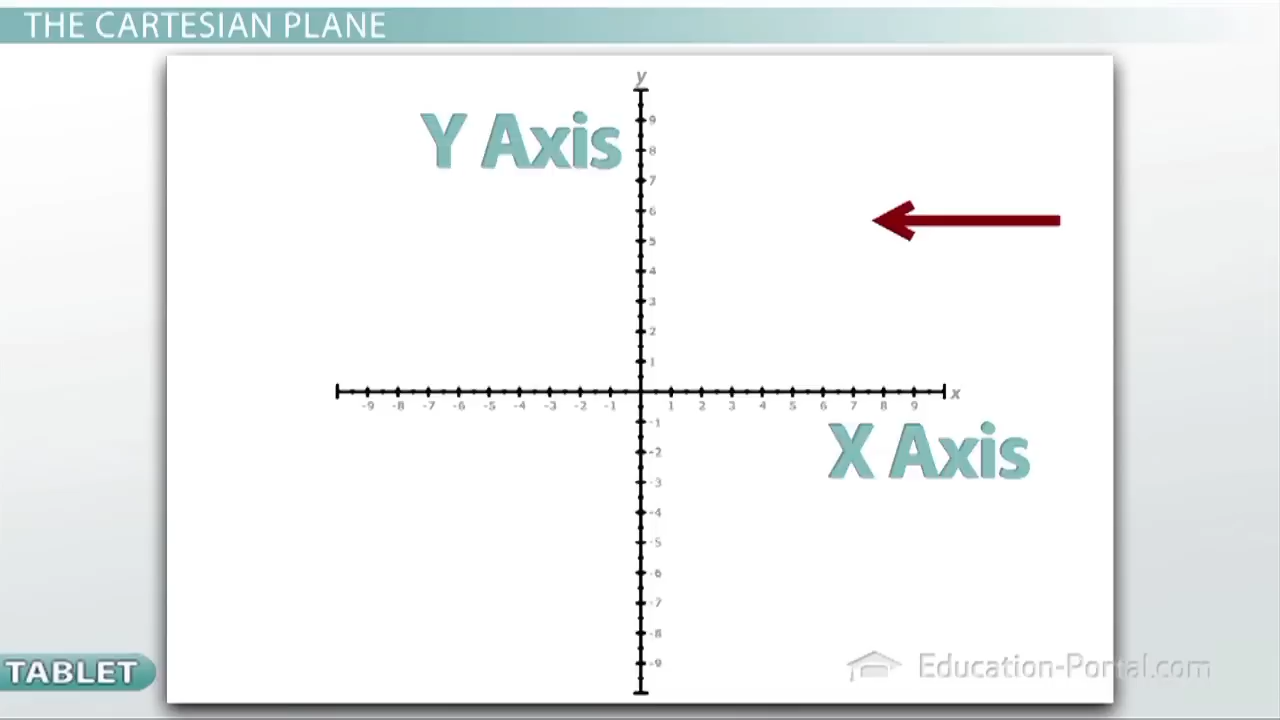 THE CARTESIAN PLANE
y
Y Axis
9
8
7
6
5
4
3
2
1
-9 -8 -7 -6 -5 -4 -3 -2 -1 1 2 3 4 5 6 7 8 9 x
X Axis
-1
-2
-3
-4
-5
-6
-7
-8
-9
TABLET
Education-Portal.com